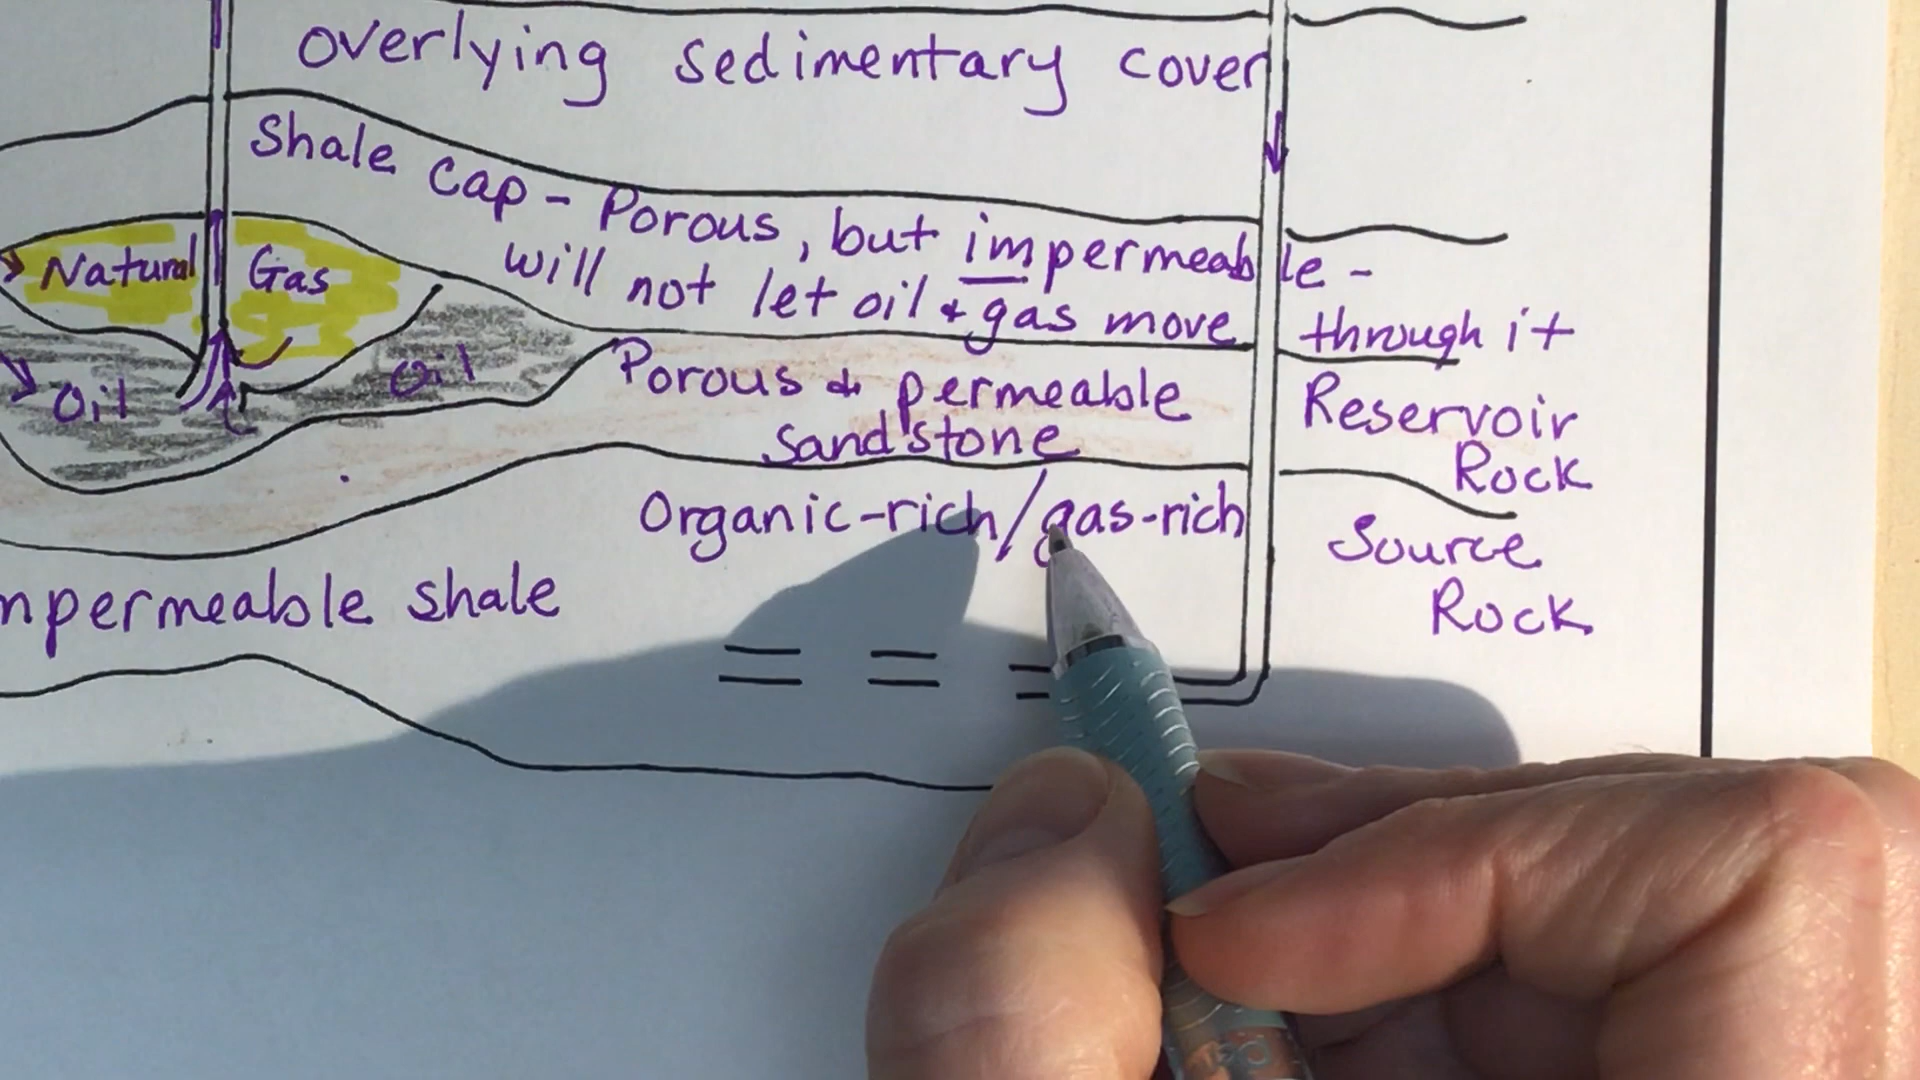 overlying sedimentary cover
Shale cap - Porous, but impermeable -
will not let oil & gas move through it
Natural Gas
Oil
Oil
Porous & permeable
sandstone
Reservoir
Rock
Organic-rich/gas-rich
Source
Rock
mpermeable shale